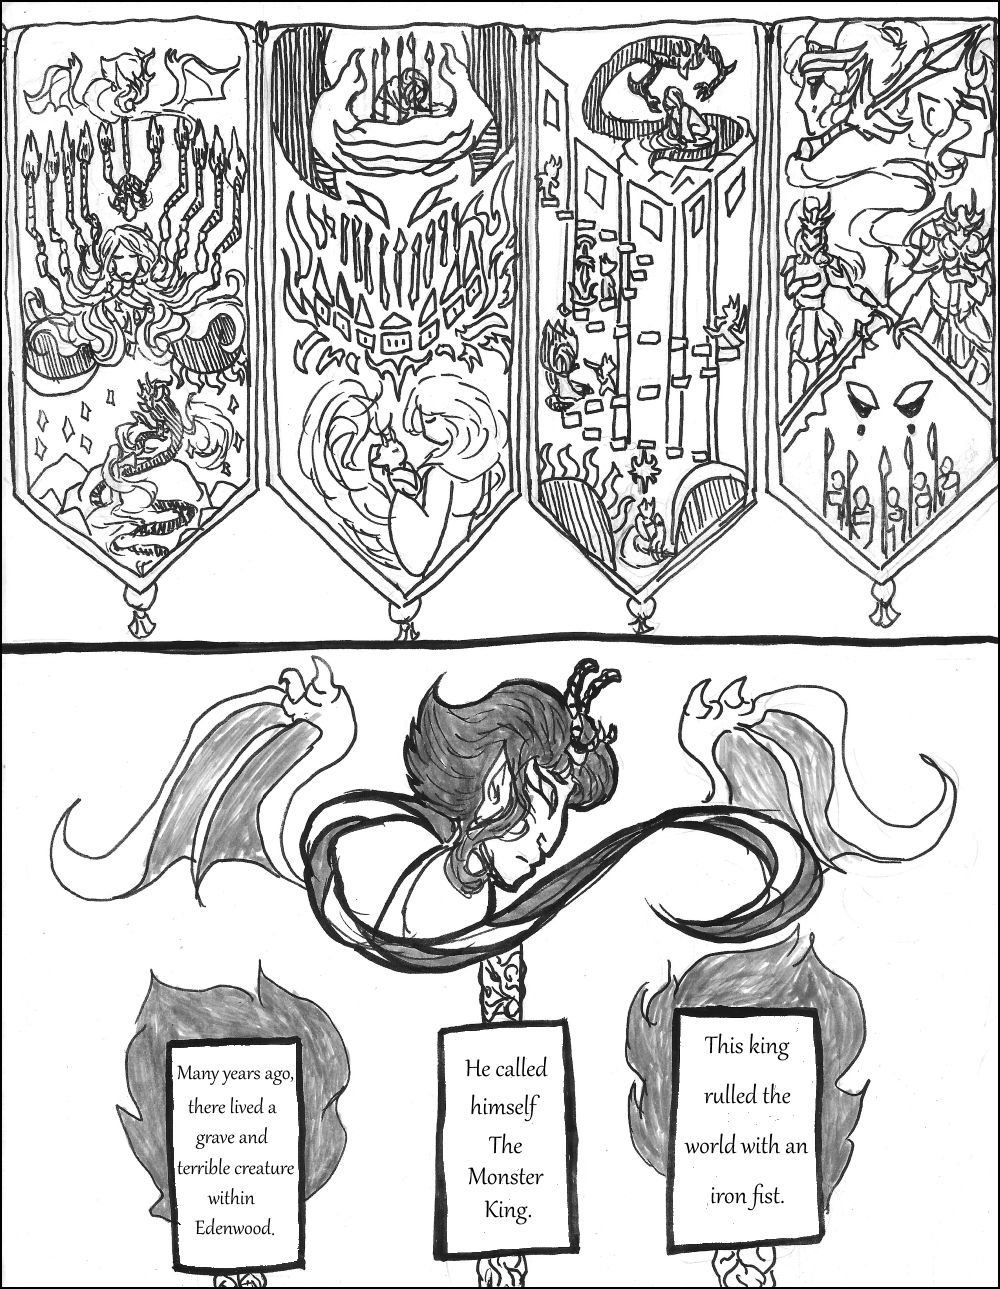 Many years ago,
there lived a
grave and
terrible creature
within
Edenwood.
He called
himself
The
Monster
King.
This king
rulled the
world with an
iron fist.